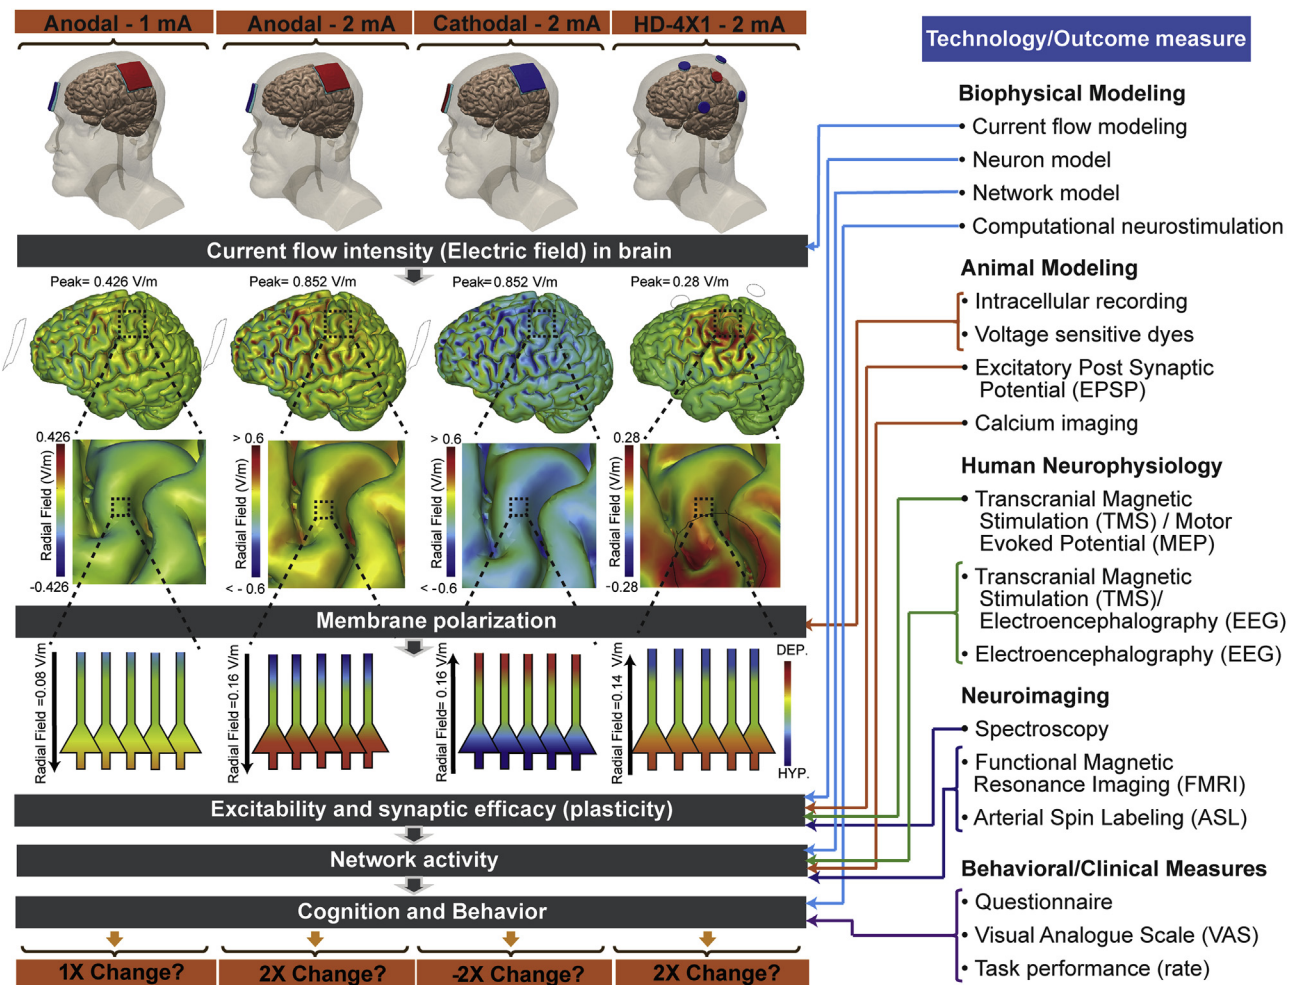 Anodal - 1 mA
Anodal - 2 mA
Cathodal - 2 mA
HD-4X1 - 2 mA
Current flow intensity (Electric field) in brain
Peak= 0.426 V/m
Peak= 0.852 V/m
Peak=0.852 V/m
Peak=0.28 V/m
0.426
Radial Field (V/m)
-0.426
> 0.6
Radial Field (V/m)
< - 0.6
> 0.6
Radial Field (V/m)
< -0.6
0.28
Radial Field (V/m)
-0.28
Membrane polarization
Radial Field =0.08 V/m
Radial Field =0.16 V/m
Radial Field= 0.16 V/m
Radial Field =0.14 V/m
DEP.
HYP.
Excitability and synaptic efficacy (plasticity)
Network activity
Cognition and Behavior
1X Change?
2X Change?
-2X Change?
2X Change?
Technology/Outcome measure
Biophysical Modeling
• Current flow modeling
• Neuron model
• Network model
• Computational neurostimulation
Animal Modeling
• Intracellular recording
• Voltage sensitive dyes
• Excitatory Post Synaptic
Potential (EPSP)
• Calcium imaging
Human Neurophysiology
• Transcranial Magnetic
Stimulation (TMS) / Motor
Evoked Potential (MEP)
• Transcranial Magnetic
Stimulation (TMS)/
Electroencephalography (EEG)
• Electroencephalography (EEG)
Neuroimaging
• Spectroscopy
• Functional Magnetic
Resonance Imaging (FMRI)
• Arterial Spin Labeling (ASL)
Behavioral/Clinical Measures
• Questionnaire
• Visual Analogue Scale (VAS)
• Task performance (rate)